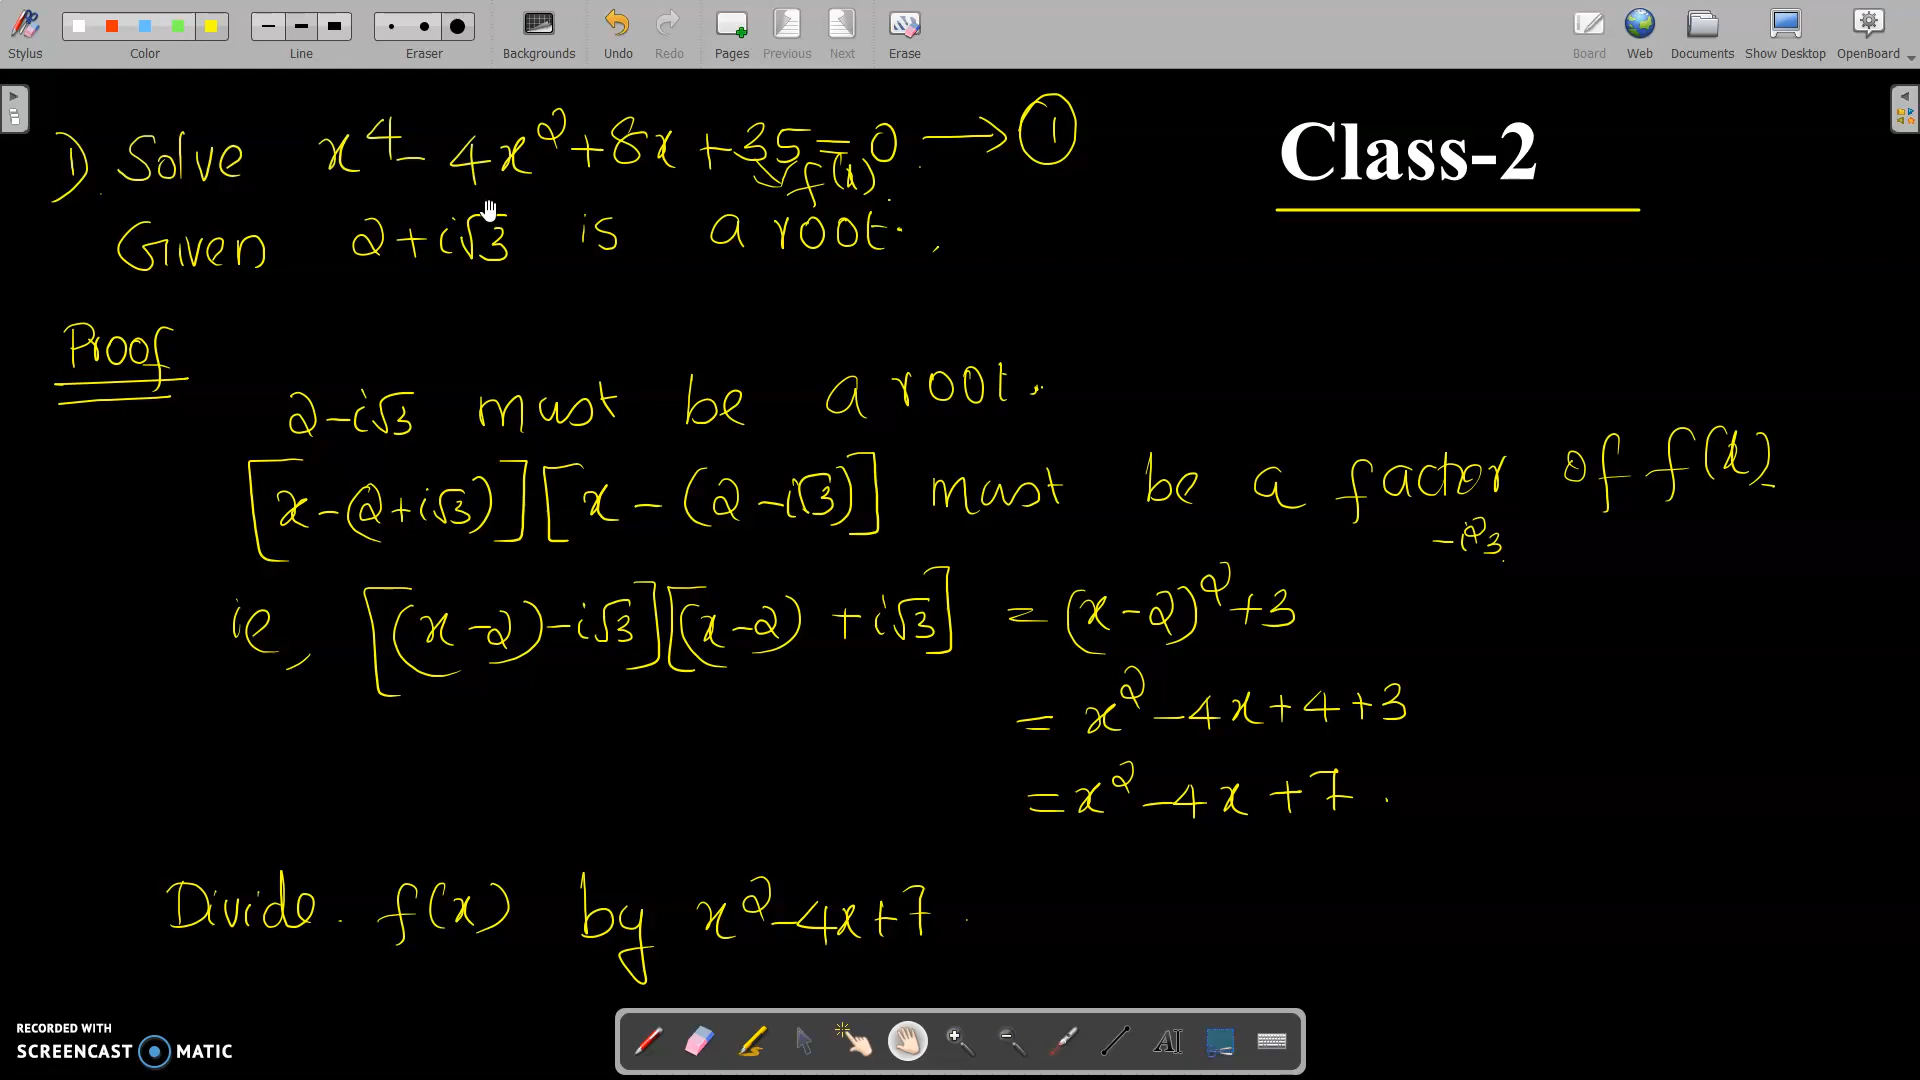 Stylus Color Line Eraser Backgrounds Undo Redo Pages Previous Next Erase Board Web Documents Show Desktop OpenBoard
1) Solve x⁴ - 4x² + 8x + 35 = 0 → ①
f(x)
Class-2
Given 2+i√3 is a root.
Proof
2-i√3 must be a root.
[x-(2+i√3)][x-(2-i√3)] must be a factor of f(x)
-i²3
ie, [(x-2)-i√3][(x-2)+i√3] = (x-2)²+3
= x²-4x+4+3
= x²-4x+7.
Divide f(x) by x²-4x+7.
RECORDED WITH
SCREENCAST MATIC
AI